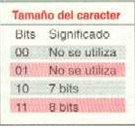 Tamaño del caracter
Bits Significado
00 No se utiliza
01 No se utiliza
10 7 bits
11 8 bits